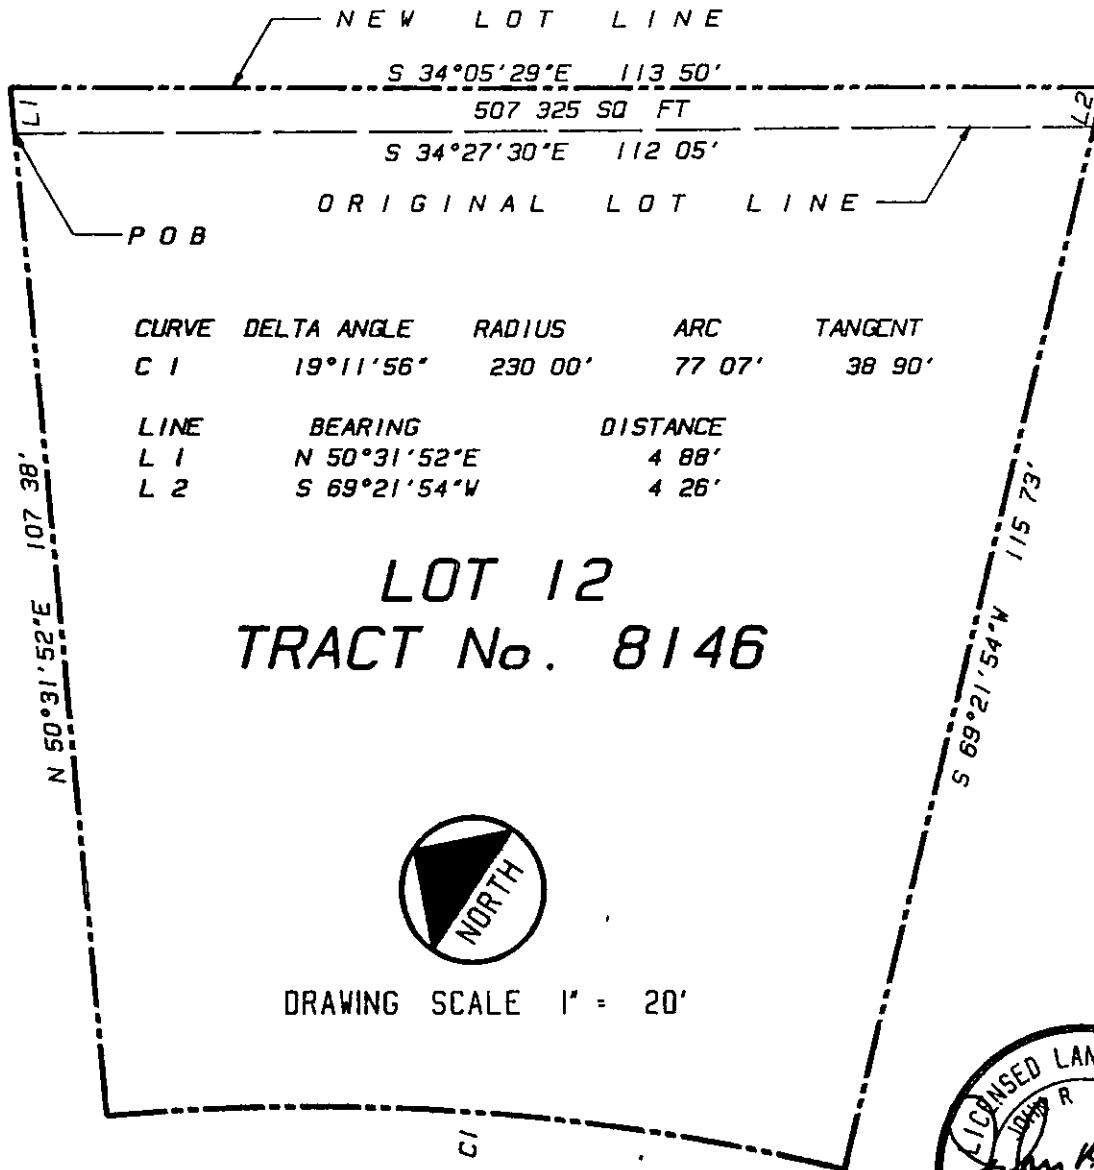 NEW LOT LINE
S 34°05'29"E 113 50'
L1
507 325 SQ FT
L2
S 34°27'30"E 112 05'
ORIGINAL LOT LINE
POB
CURVE DELTA ANGLE RADIUS ARC TANGENT
C 1 19°11'56" 230 00' 77 07' 38 90'
LINE BEARING DISTANCE
L 1 N 50°31'52"E 4 88'
L 2 S 69°21'54"W 4 26'
N 50°31'52"E 107 38'
S 69°21'54"W 115 73'
LOT 12
TRACT No. 8146
NORTH
DRAWING SCALE 1" = 20'
C1
LICENSED LAN
JOHN R